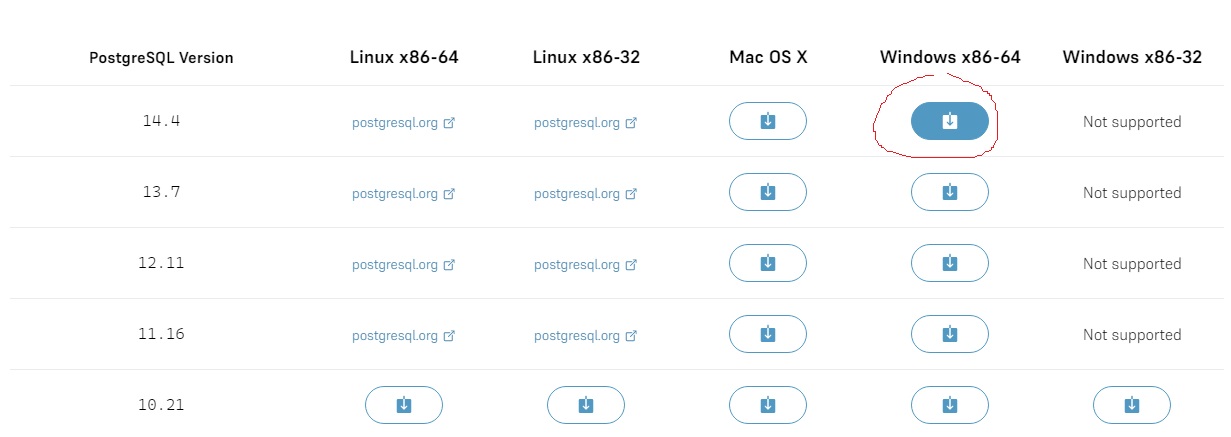 PostgreSQL Version Linux x86-64 Linux x86-32 Mac OS X Windows x86-64 Windows x86-32
14.4 postgresql.org postgresql.org Not supported
13.7 postgresql.org postgresql.org Not supported
12.11 postgresql.org postgresql.org Not supported
11.16 postgresql.org postgresql.org Not supported
10.21